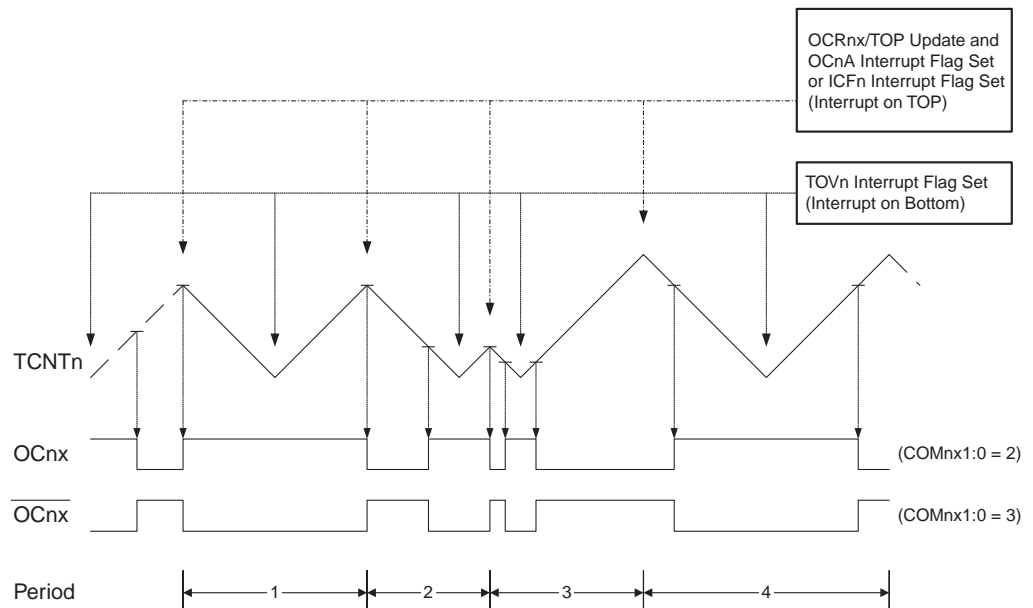 OCRnx/TOP Update and
OCnA Interrupt Flag Set
or ICFn Interrupt Flag Set
(Interrupt on TOP)
TOVn Interrupt Flag Set
(Interrupt on Bottom)
TCNTn
OCnx
(COMnx1:0 = 2)
OCnx
(COMnx1:0 = 3)
Period
1
2
3
4